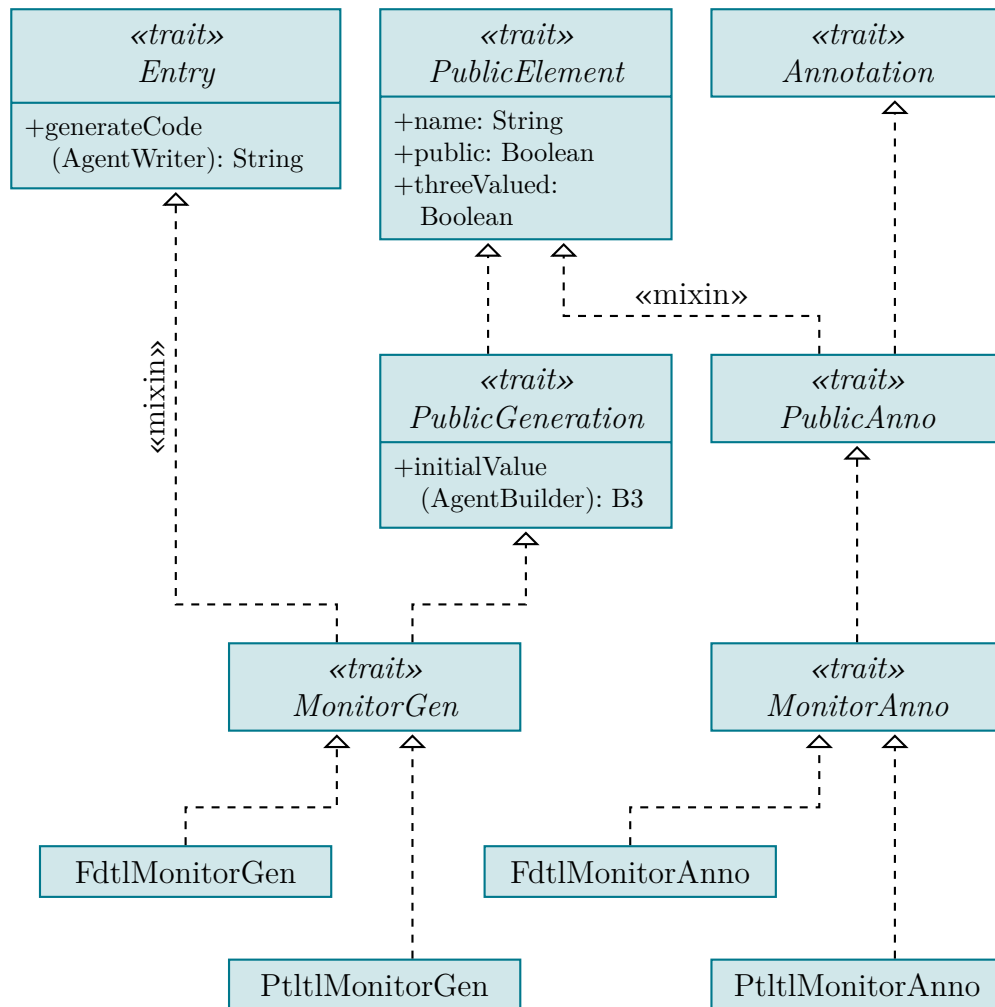 «trait»
Entry
+generateCode
(AgentWriter): String
«trait»
PublicElement
+name: String
+public: Boolean
+threeValued:
Boolean
«trait»
Annotation
«mixin»
«mixin»
«trait»
PublicGeneration
+initialValue
(AgentBuilder): B3
«trait»
PublicAnno
«trait»
MonitorGen
«trait»
MonitorAnno
FdtlMonitorGen
FdtlMonitorAnno
PtltlMonitorGen
PtltlMonitorAnno